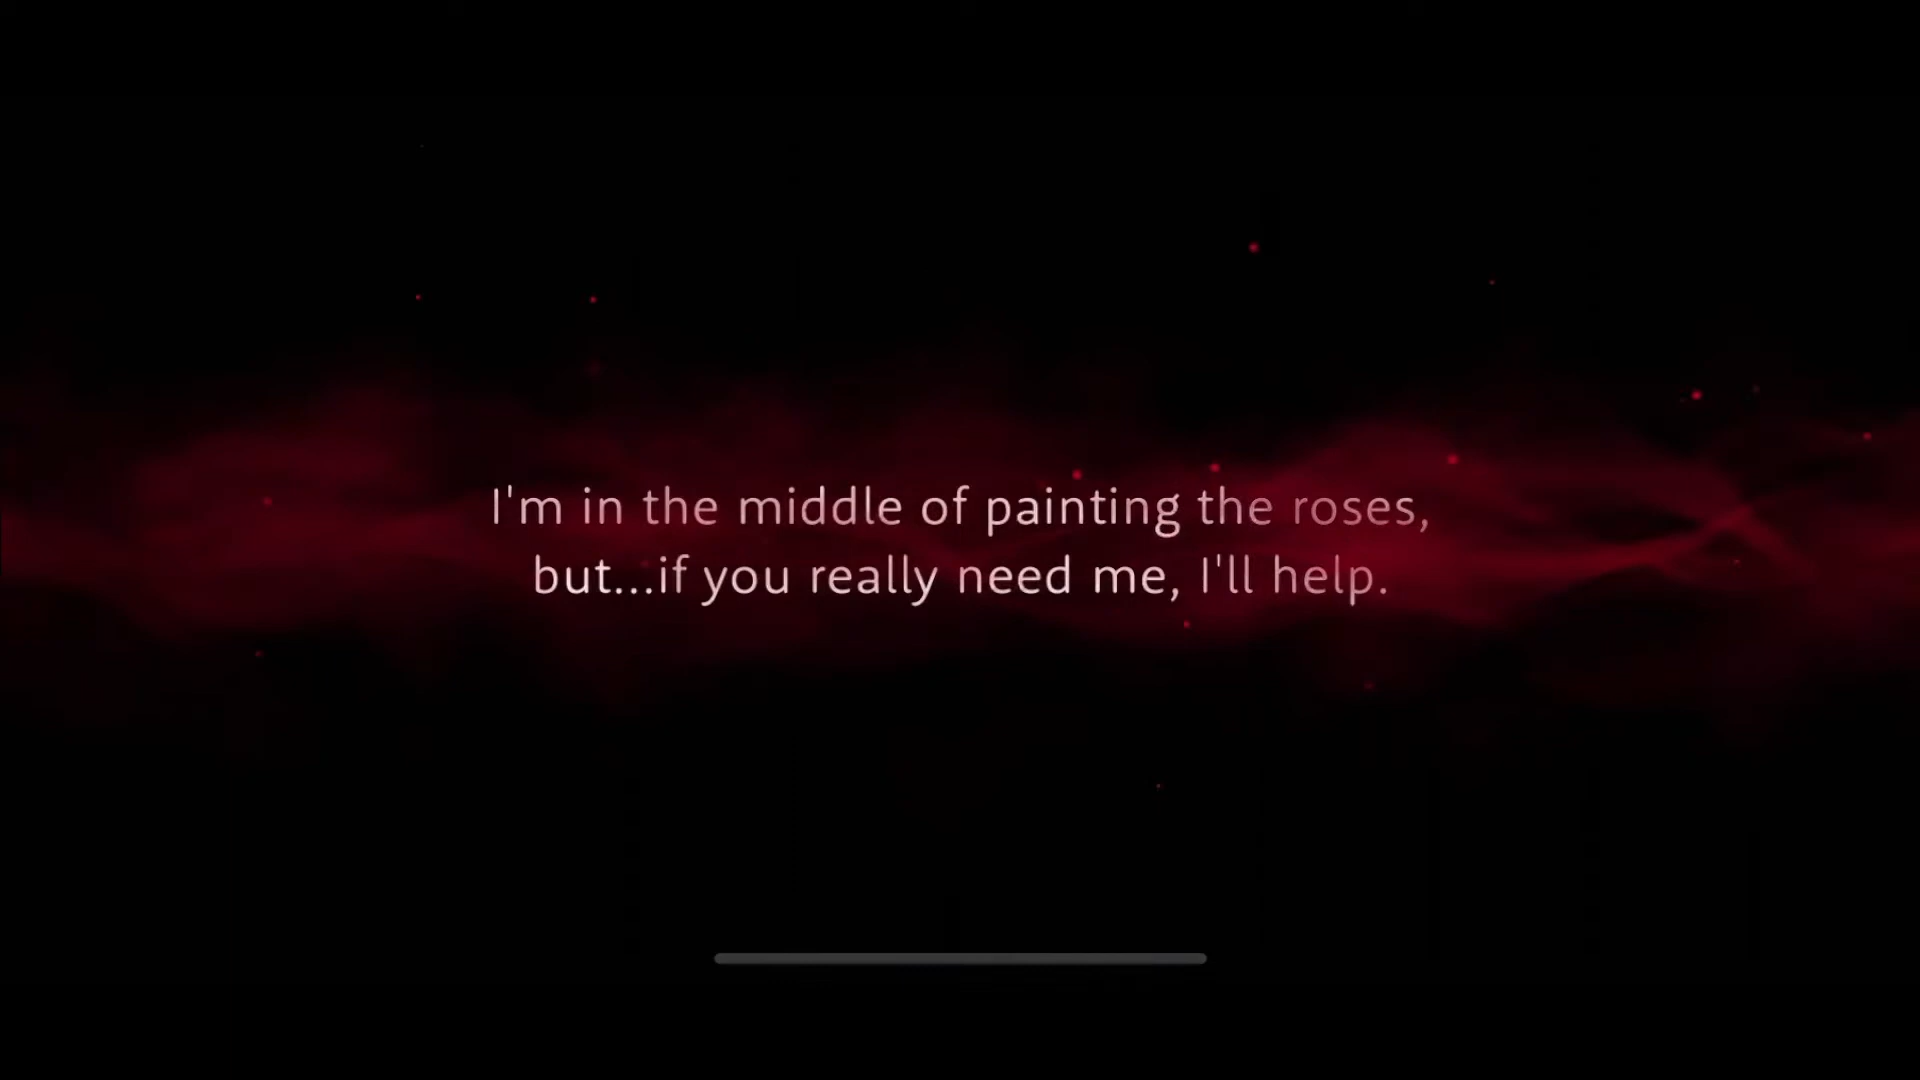 I'm in the middle of painting the roses,
but...if you really need me, I'll help.